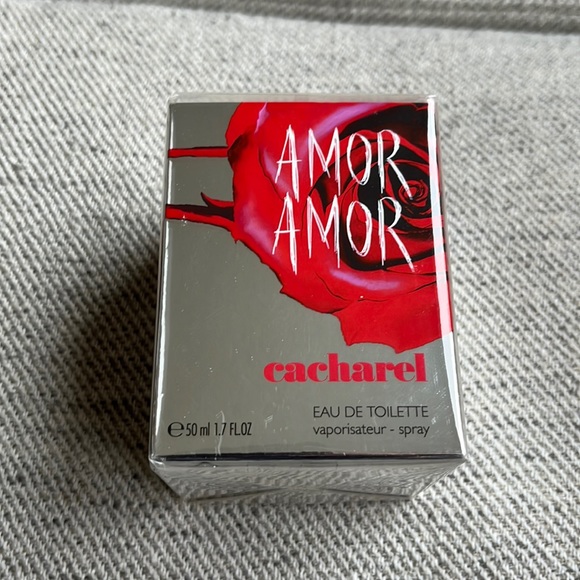 AMOR
AMOR
cacharel
EAU DE TOILETTE
℮50 ml 1.7 FL.OZ vaporisateur - spray